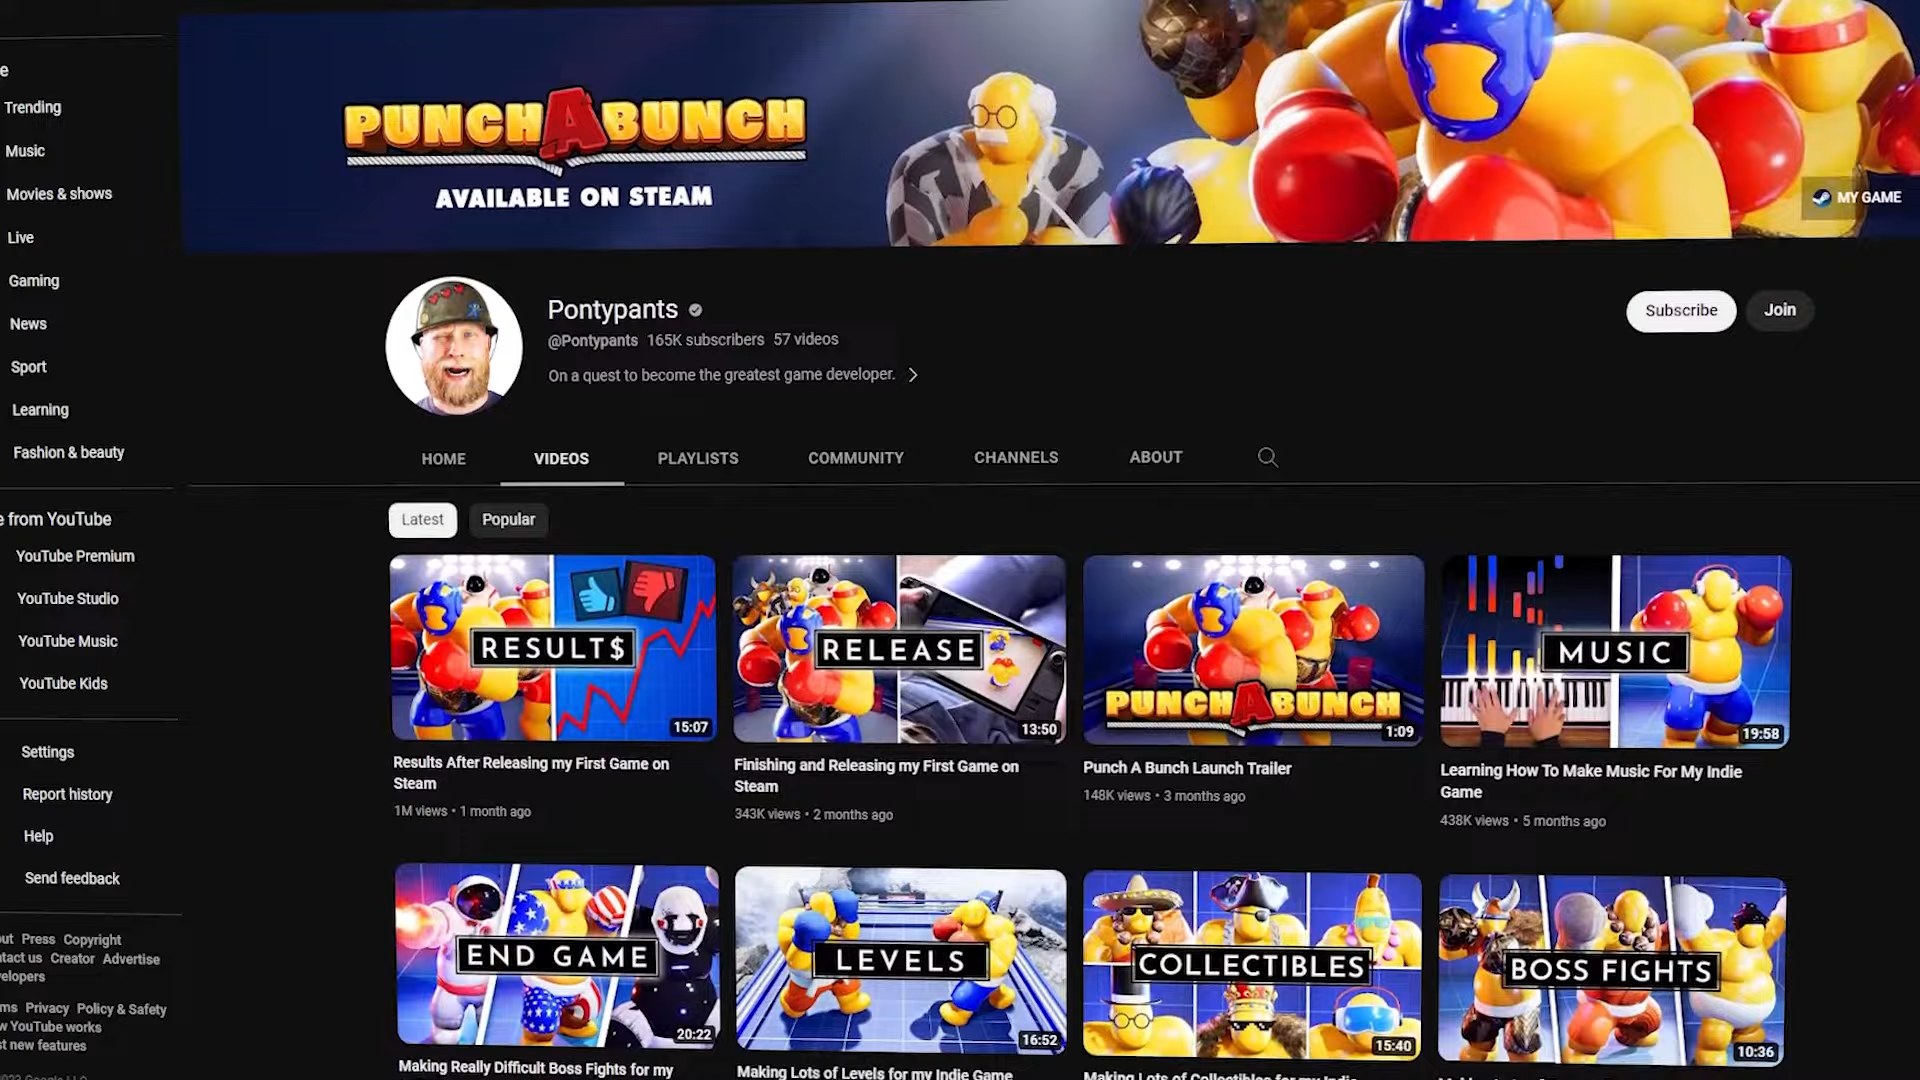 PUNCH A BUNCH
AVAILABLE ON STEAM
MY GAME
Trending
Music
Movies & shows
Live
Gaming
News
Sport
Learning
Fashion & beauty
from YouTube
YouTube Premium
YouTube Studio
YouTube Music
YouTube Kids
Settings
Report history
Help
Send feedback
Press Copyright
Creator Advertise
Privacy Policy & Safety
YouTube works
new features
Pontypants
@Pontypants 165K subscribers 57 videos
On a quest to become the greatest game developer.
Subscribe
Join
HOME VIDEOS PLAYLISTS COMMUNITY CHANNELS ABOUT
Latest Popular
RESULT$
15:07
Results After Releasing my First Game on
Steam
1M views • 1 month ago
RELEASE
13:50
Finishing and Releasing my First Game on
Steam
343K views • 2 months ago
PUNCH A BUNCH
1:09
Punch A Bunch Launch Trailer
148K views • 3 months ago
MUSIC
19:58
Learning How To Make Music For My Indie
Game
438K views • 5 months ago
END GAME
20:22
Making Really Difficult Boss Fights for my
LEVELS
16:52
Making Lots of Levels for my Indie Game
COLLECTIBLES
15:40
Making Lots of Collectibles for my Indie
BOSS FIGHTS
10:36